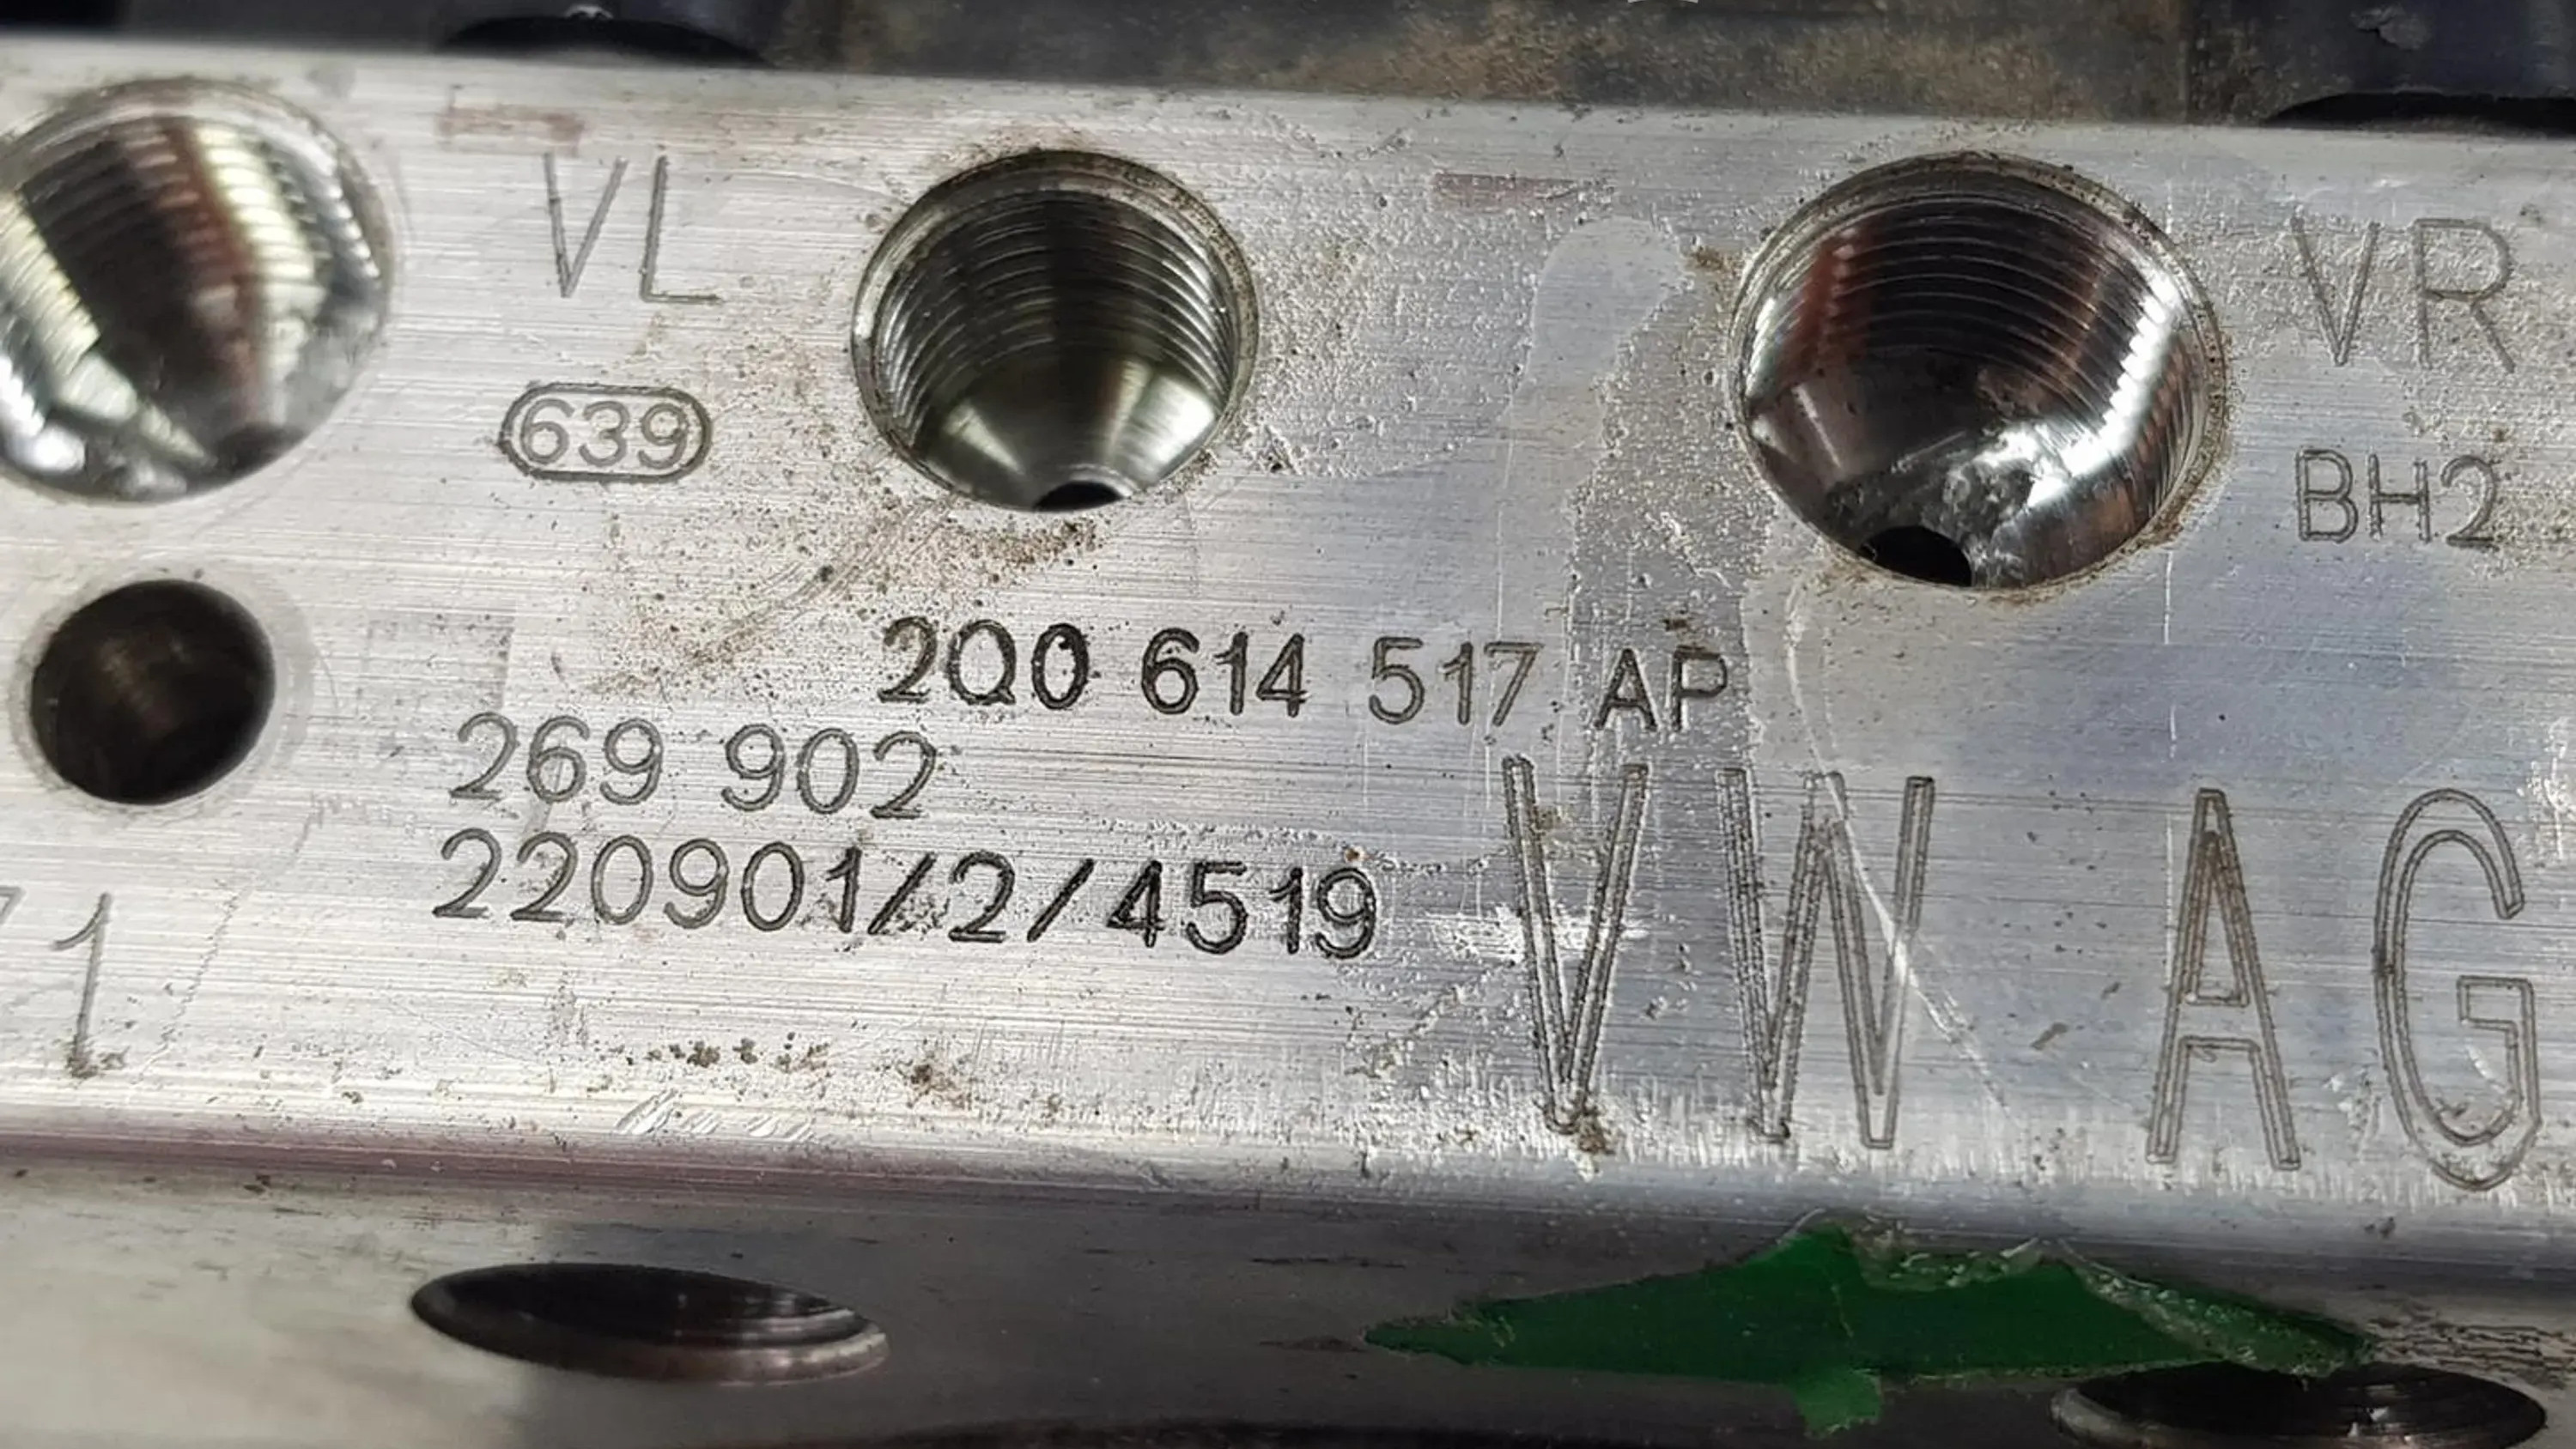 VL
VR
639
BH2
2Q0 614 517 AP
269 902
220901/2/4519
VW AG